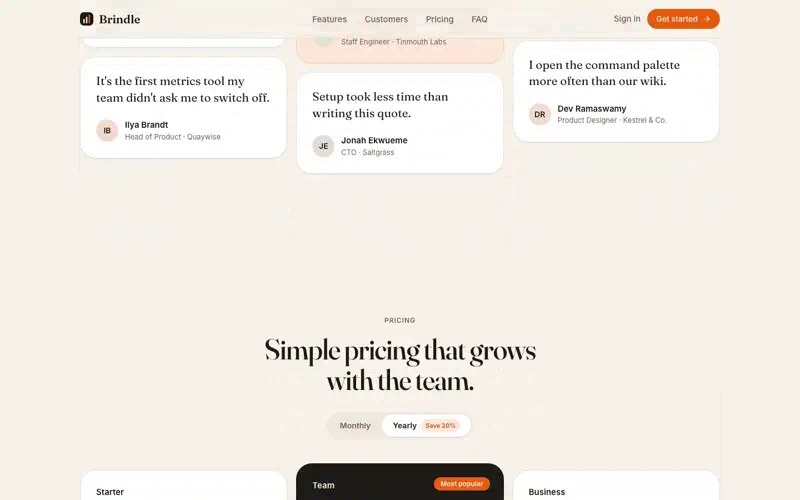 Brindle
Features
Customers
Pricing
FAQ
Sign in
Get started →
It's the first metrics tool my
team didn't ask me to switch off.
IB
Ilya Brandt
Head of Product · Quaywise
Staff Engineer · Tinmouth Labs
Setup took less time than
writing this quote.
JE
Jonah Ekwueme
CTO · Saltgrass
I open the command palette
more often than our wiki.
DR
Dev Ramaswamy
Product Designer · Kestrel & Co.
PRICING
Simple pricing that grows
with the team.
Monthly
Yearly
Save 20%
Starter
Team
Most popular
Business